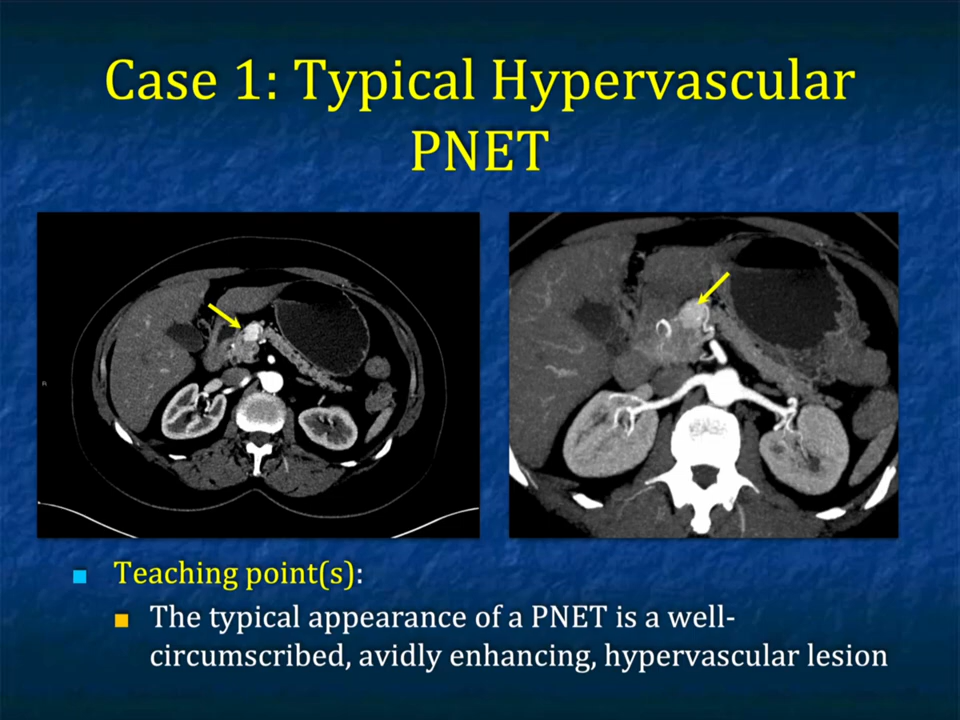 Case 1: Typical Hypervascular
PNET
Teaching point(s):
The typical appearance of a PNET is a well-
circumscribed, avidly enhancing, hypervascular lesion